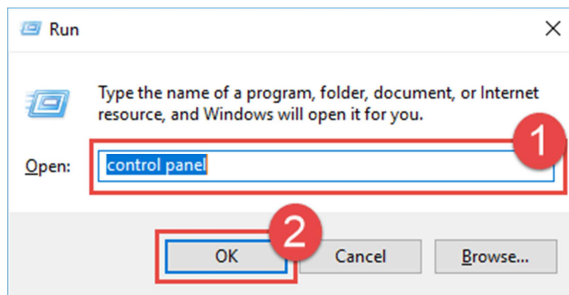 Run
Type the name of a program, folder, document, or Internet
resource, and Windows will open it for you.
1
Open: control panel
2
OK Cancel Browse...